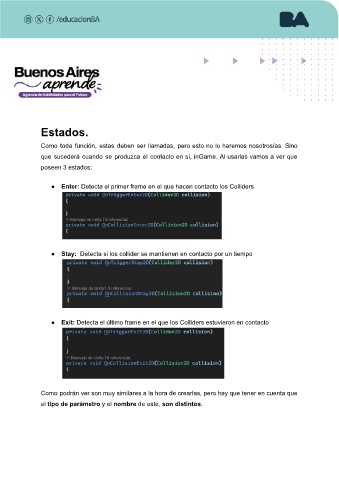 /educacionBA
BA
Buenos Aires
aprende
Agencia de Habilidades para el Futuro
Estados.
Como toda función, estas deben ser llamadas, pero esto no lo haremos nosotros/as. Sino
que sucederá cuando se produzca el contacto en sí, inGame. Al usarlas vamos a ver que
poseen 3 estados:
● Enter: Detecta el primer frame en el que hacen contacto los Colliders
private void OnTriggerEnter2D(Collider2D collision)
{
}
Mensaje de Unity | 0 referencias
private void OnCollisionEnter2D(Collision2D collision)
{
● Stay: Detecta si los collider se mantienen en contacto por un tiempo
private void OnTriggerStay2D(Collider2D collision)
{
}
Mensaje de Unity | 0 referencias
private void OnCollisionStay2D(Collision2D collision)
{
● Exit: Detecta el último frame en el que los Colliders estuvieron en contacto
private void OnTriggerExit2D(Collider2D collision)
{
}
Mensaje de Unity | 0 referencias
private void OnCollisionExit2D(Collision2D collision)
{
Como podrán ver son muy similares a la hora de crearlas, pero hay que tener en cuenta que
el tipo de parámetro y el nombre de este, son distintos.